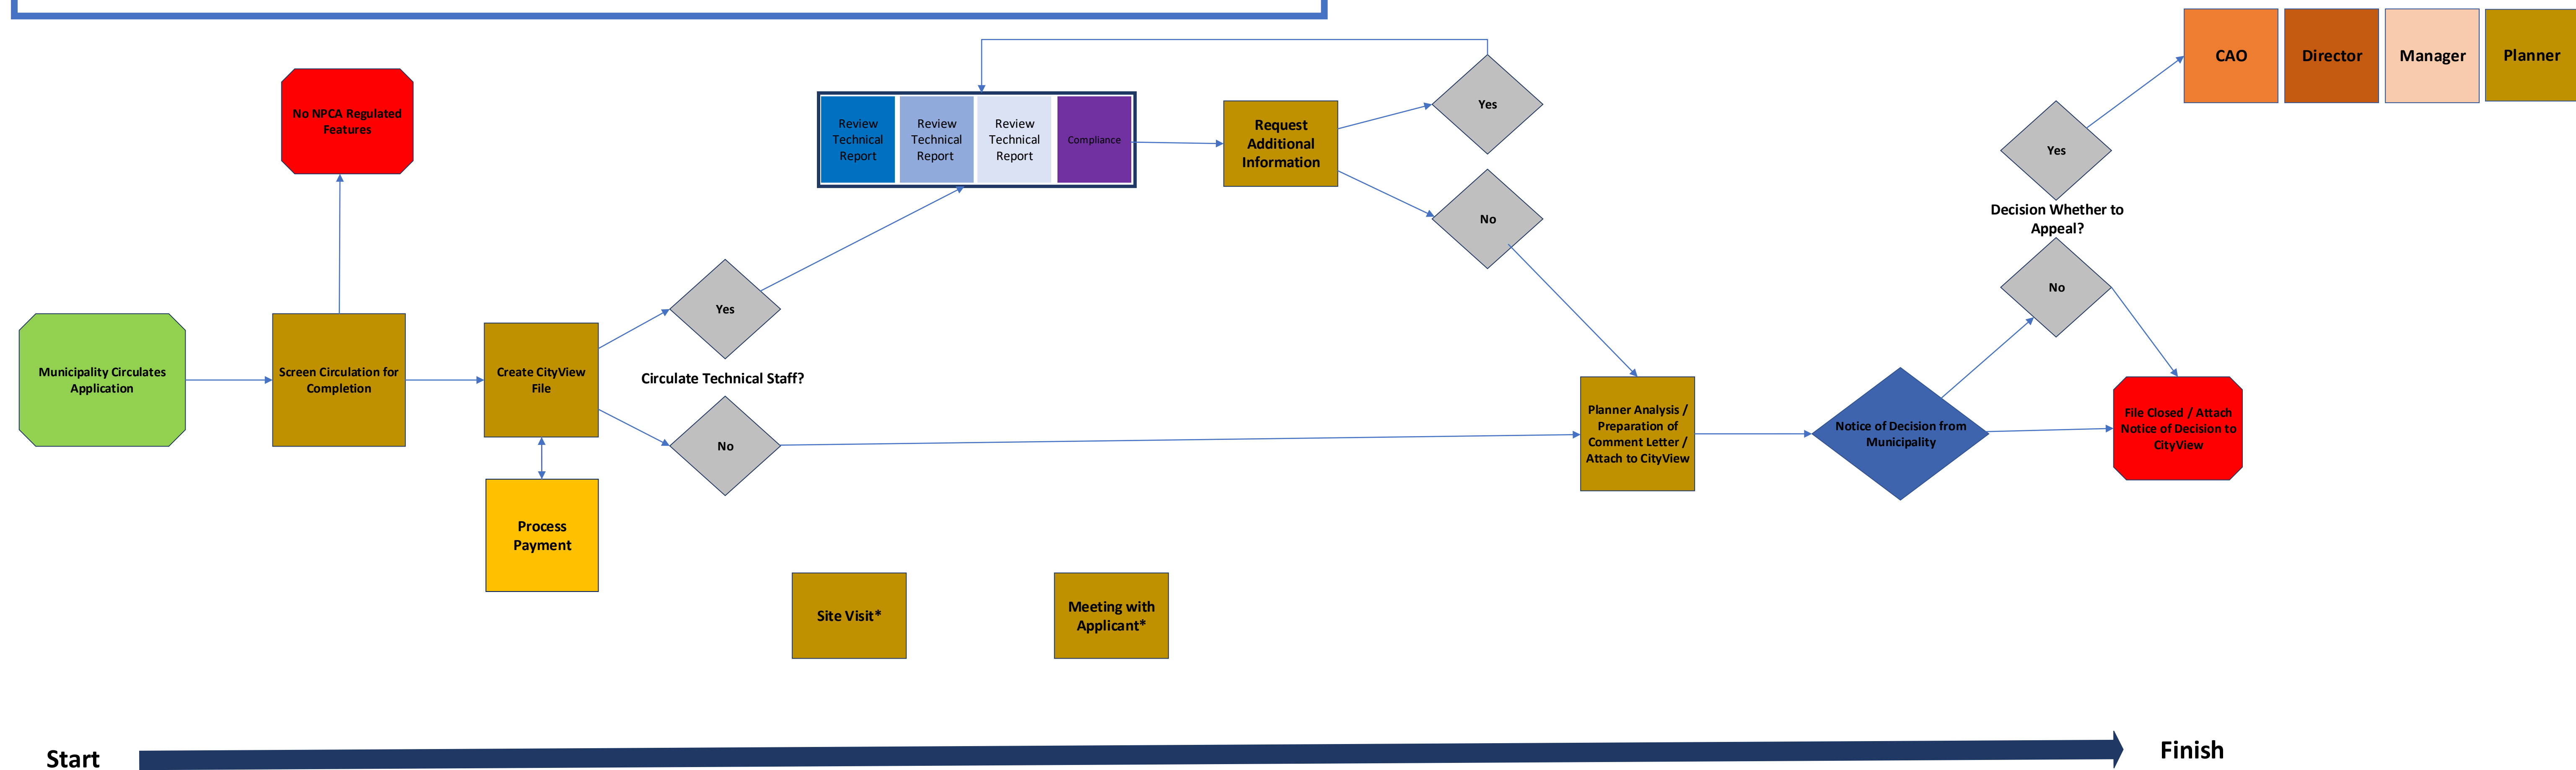 CAO
Director
Manager
Planner
No NPCA Regulated
Features
Review
Technical
Report
Review
Technical
Report
Review
Technical
Report
Compliance
Request
Additional
Information
Yes
No
Yes
Decision Whether to
Appeal?
No
Municipality Circulates
Application
Screen Circulation for
Completion
Create CityView
File
Yes
Circulate Technical Staff?
No
Process
Payment
Planner Analysis /
Preparation of
Comment Letter /
Attach to CityView
Notice of Decision from
Municipality
File Closed / Attach
Notice of Decision to
CityView
Site Visit*
Meeting with
Applicant*
Start
Finish